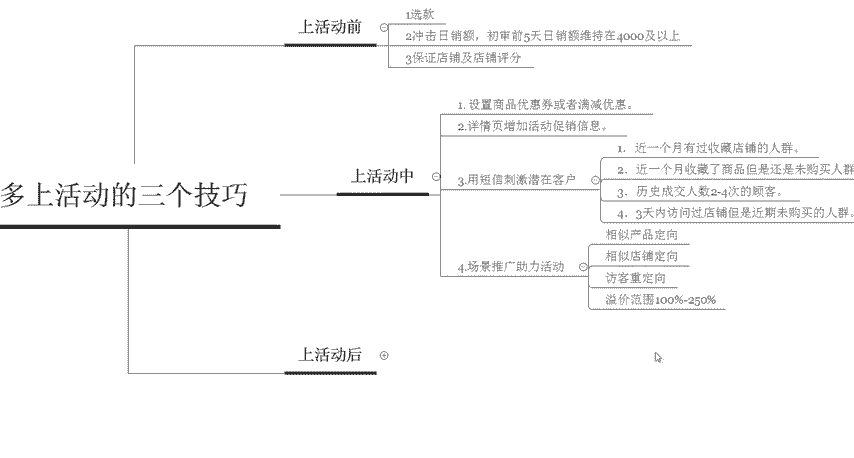 多上活动的三个技巧
上活动前
1选款
2冲击日销额，初审前5天日销额维持在4000及以上
3保证店铺及店铺评分
上活动中
1. 设置商品优惠券或者满减优惠。
2.详情页增加活动促销信息。
3.用短信刺激潜在客户
1. 近一个月有过收藏店铺的人群。
2. 近一个月收藏了商品但是还是未购买人群
3. 历史成交人数2-4次的顾客。
4. 3天内访问过店铺但是近期未购买的人群。
4.场景推广助力活动
相似产品定向
相似店铺定向
访客重定向
溢价范围100%-250%
上活动后